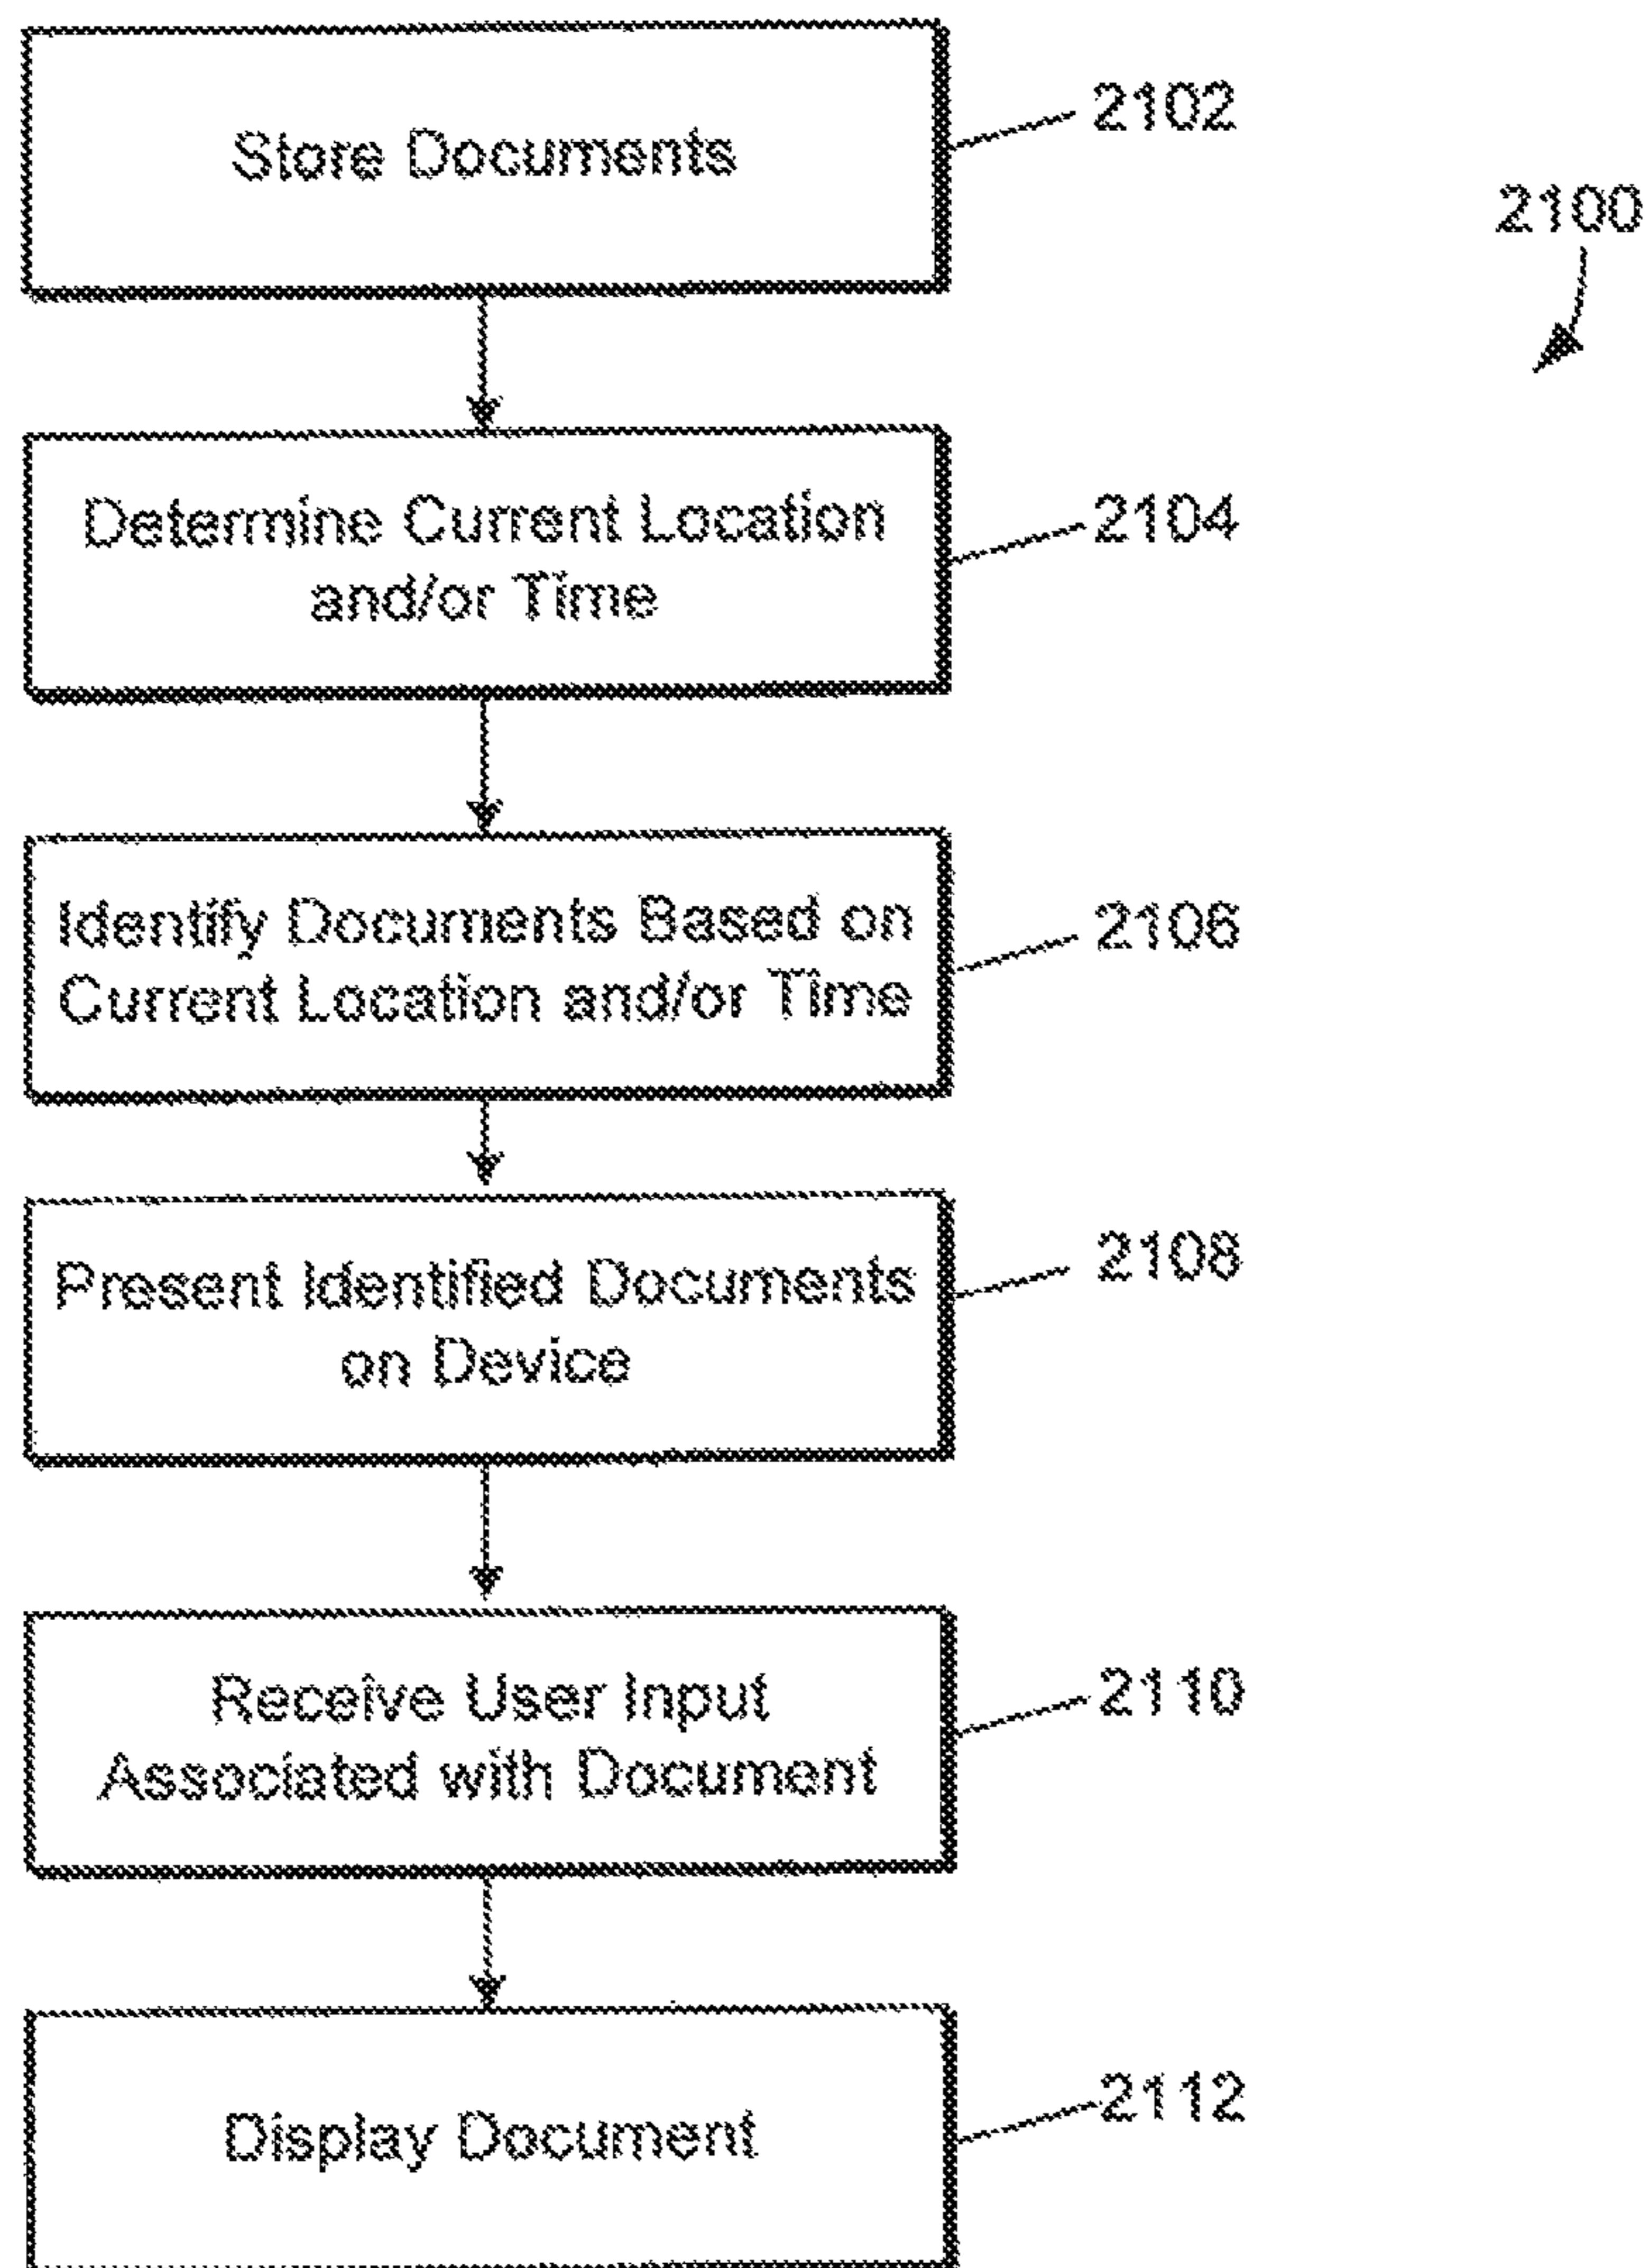 Store Documents
2102
2100
Determine Current Location
and/or Time
2104
Identify Documents Based on
Current Location and/or Time
2106
Present Identified Documents
on Device
2108
Receive User Input
Associated with Document
2110
Display Document
2112